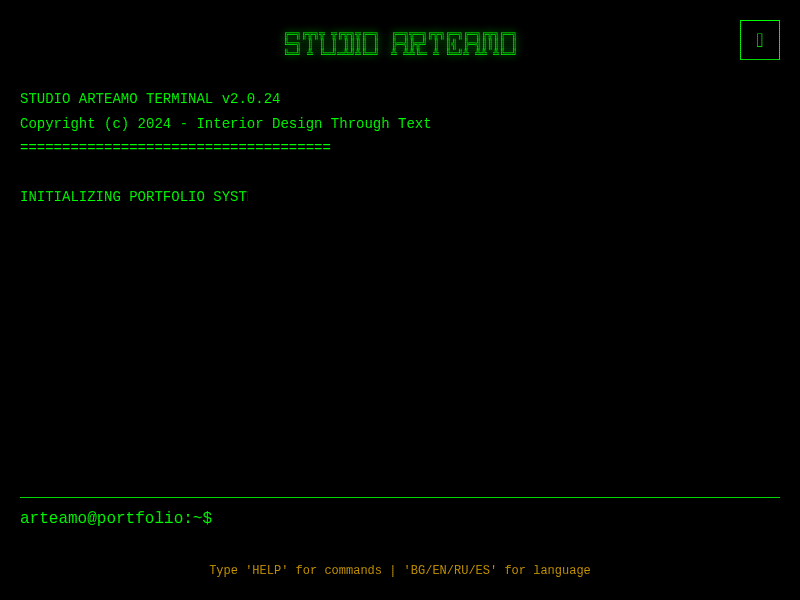 STUDIO ARTEAMO
STUDIO ARTEAMO TERMINAL v2.0.24
Copyright (c) 2024 - Interior Design Through Text
=====================================
INITIALIZING PORTFOLIO SYST
arteamo@portfolio:~$
Type 'HELP' for commands | 'BG/EN/RU/ES' for language